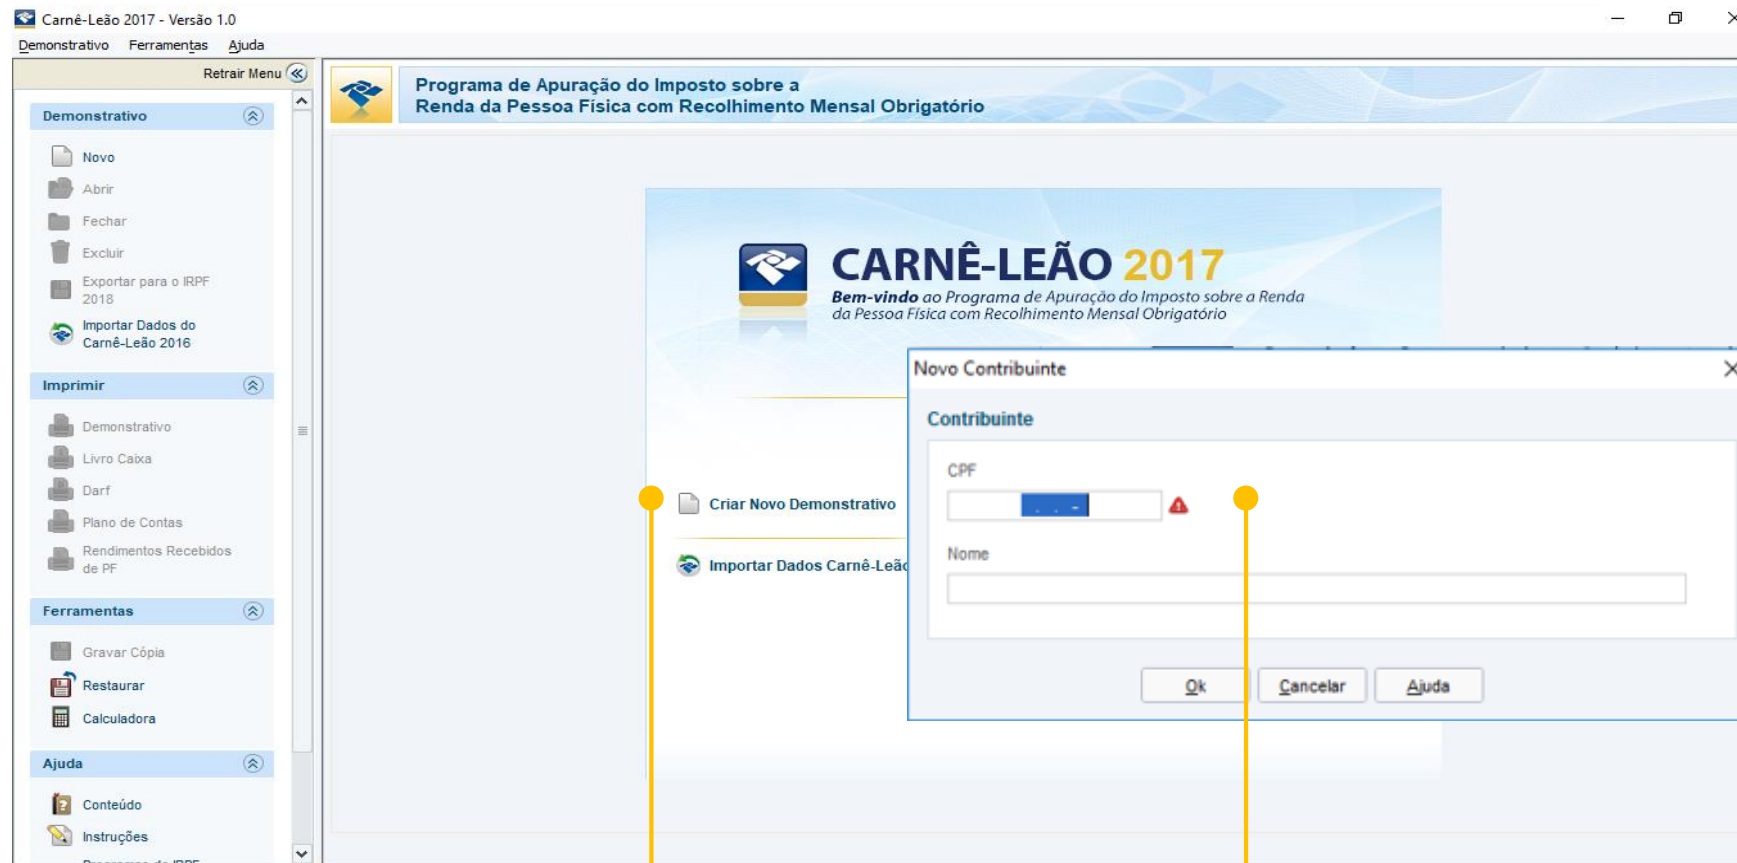 Carnê-Leão 2017 - Versão 1.0
Demonstrativo Ferramentas Ajuda
Retrair Menu
Demonstrativo
Novo
Abrir
Fechar
Excluir
Exportar para o IRPF
2018
Importar Dados do
Carnê-Leão 2016
Imprimir
Demonstrativo
Livro Caixa
Darf
Plano de Contas
Rendimentos Recebidos
de PF
Ferramentas
Gravar Cópia
Restaurar
Calculadora
Ajuda
Conteúdo
Instruções
Programa de Apuração do Imposto sobre a
Renda da Pessoa Física com Recolhimento Mensal Obrigatório
CARNÊ-LEÃO 2017
Bem-vindo ao Programa de Apuração do Imposto sobre a Renda
da Pessoa Física com Recolhimento Mensal Obrigatório
Criar Novo Demonstrativo
Importar Dados Carnê-Leão
Novo Contribuinte
Contribuinte
CPF
. . -
Nome
Ok Cancelar Ajuda